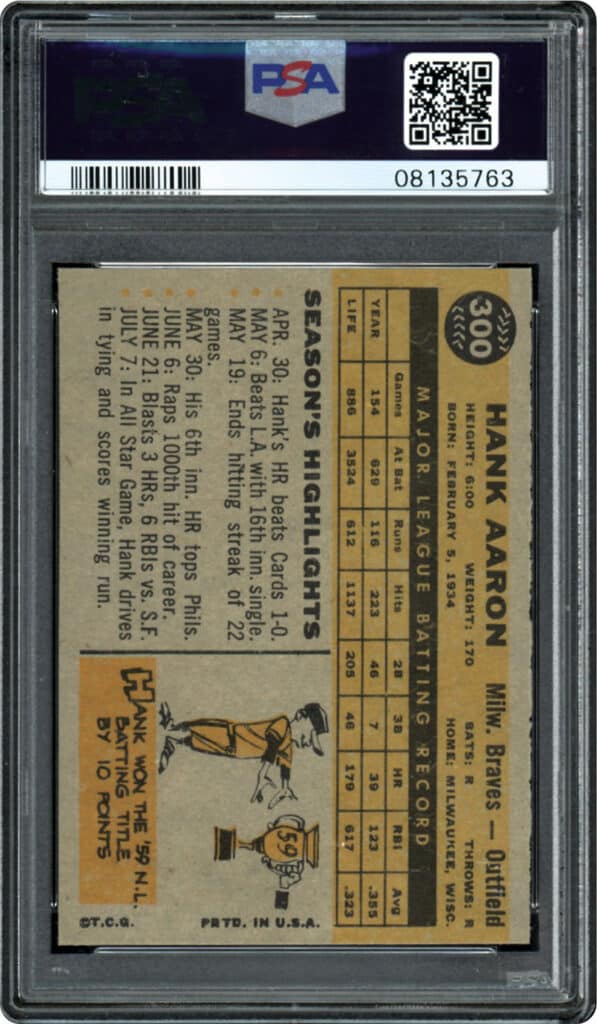 PSA
08135763
300
HANK AARON Milw. Braves — Outfield
HEIGHT: 6:00 WEIGHT: 170 BATS: R THROWS: R
BORN: FEBRUARY 5, 1934 HOME: MILWAUKEE, WISC.
MAJOR LEAGUE BATTING RECORD
Games At Bat Runs Hits 2B 3B HR RBI Avg
YEAR 154 629 116 223 46 7 39 123 .355
LIFE 886 3524 612 1137 205 46 179 617 .323
SEASON'S HIGHLIGHTS
APR. 30: Hank's HR beats Cards 1-0.
MAY 6: Beats L.A. with 16th inn. single.
MAY 19: Ends hitting streak of 22
games.
MAY 30: His 6th inn. HR tops Phils.
JUNE 6: Raps 1000th hit of career.
JUNE 21: Blasts 3 HRs, 6 RBIs vs. S.F.
JULY 7: In All Star Game, Hank drives
in tying and scores winning run.
59
HANK WON THE '59 N.L.
BATTING TITLE
BY 10 POINTS
©T.C.G. PRTD. IN U.S.A.